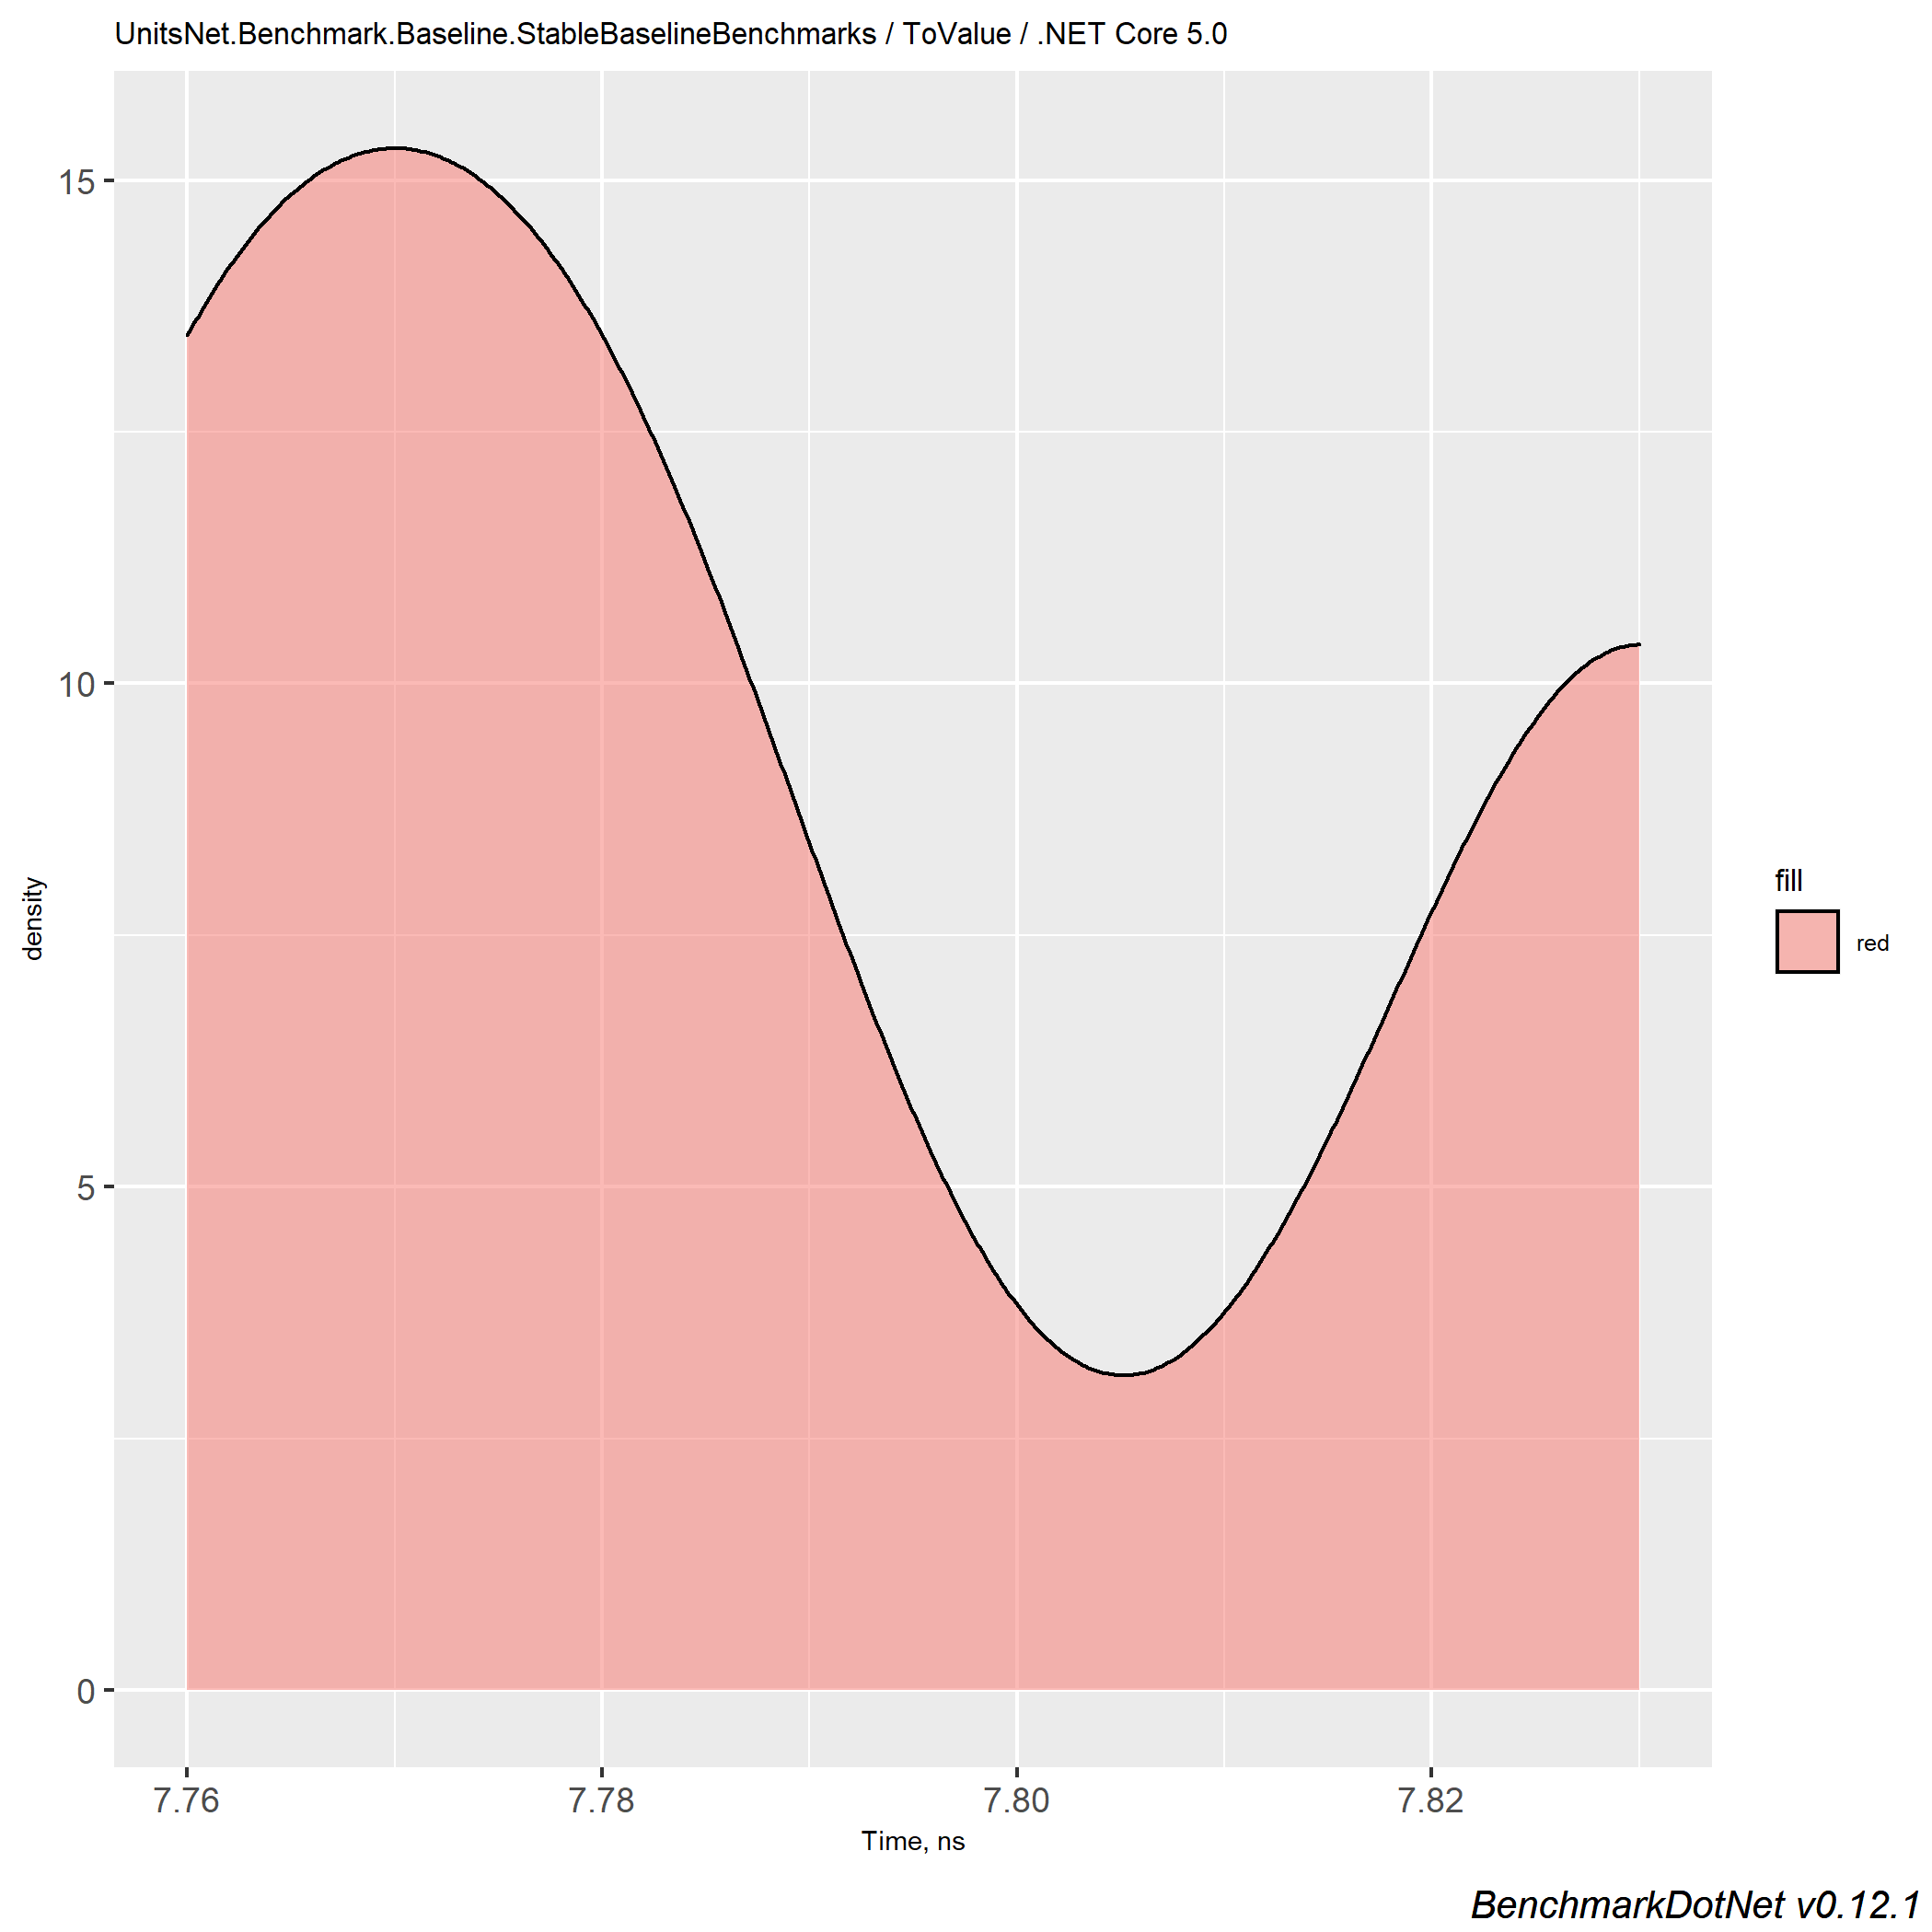 UnitsNet.Benchmark.Baseline.StableBaselineBenchmarks / ToValue / .NET Core 5.0
15
10
5
0
density
7.76 7.78 7.80 7.82
Time, ns
fill
red
BenchmarkDotNet v0.12.1